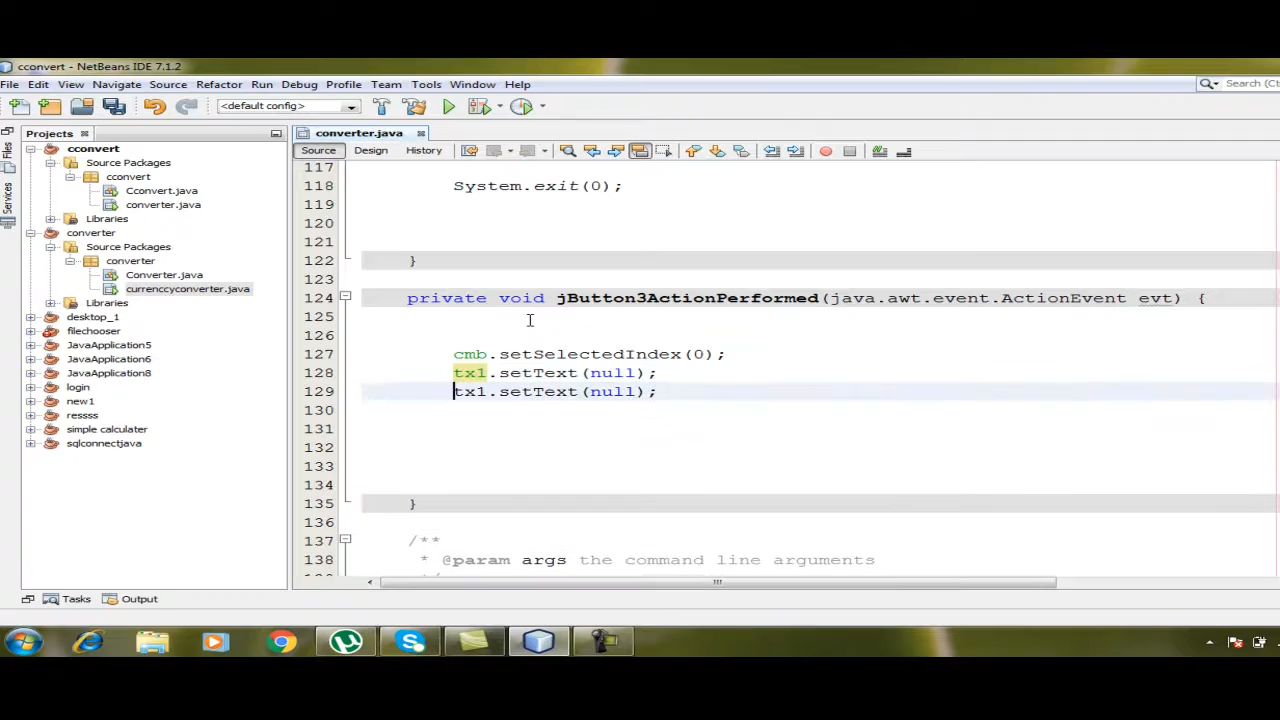 cconvert - NetBeans IDE 7.1.2
File Edit View Navigate Source Refactor Run Debug Profile Team Tools Window Help
Search (Ct
<default config>
Files
Services
Projects
cconvert
Source Packages
cconvert
Cconvert.java
converter.java
Libraries
converter
Source Packages
converter
Converter.java
currenccyconverter.java
Libraries
desktop_1
filechooser
JavaApplication5
JavaApplication6
JavaApplication8
login
new1
ressss
simple calculater
sqlconnectjava
converter.java
Source Design History
117
118 System.exit(0);
119
120
121
122 }
123
124 private void jButton3ActionPerformed(java.awt.event.ActionEvent evt) {
125
126
127 cmb.setSelectedIndex(0);
128 tx1.setText(null);
129 tx1.setText(null);
130
131
132
133
134
135 }
136
137 /**
138 * @param args the command line arguments
Tasks Output